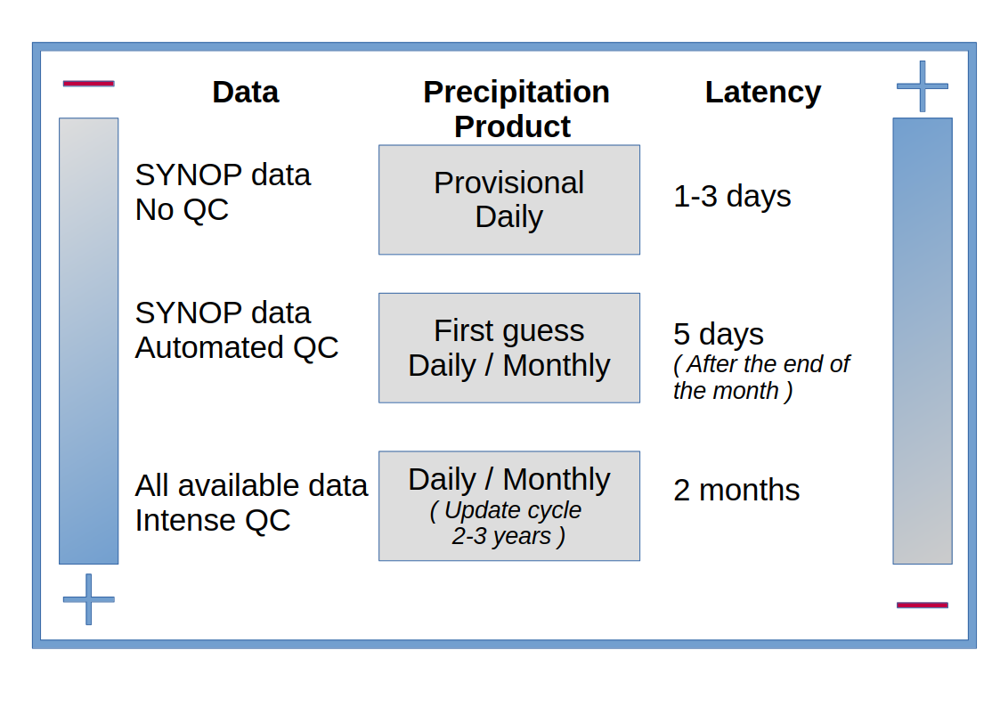 Data
Precipitation
Product
Latency
SYNOP data
No QC
Provisional
Daily
1-3 days
SYNOP data
Automated QC
First guess
Daily / Monthly
5 days
( After the end of
the month )
All available data
Intense QC
Daily / Monthly
( Update cycle
2-3 years )
2 months